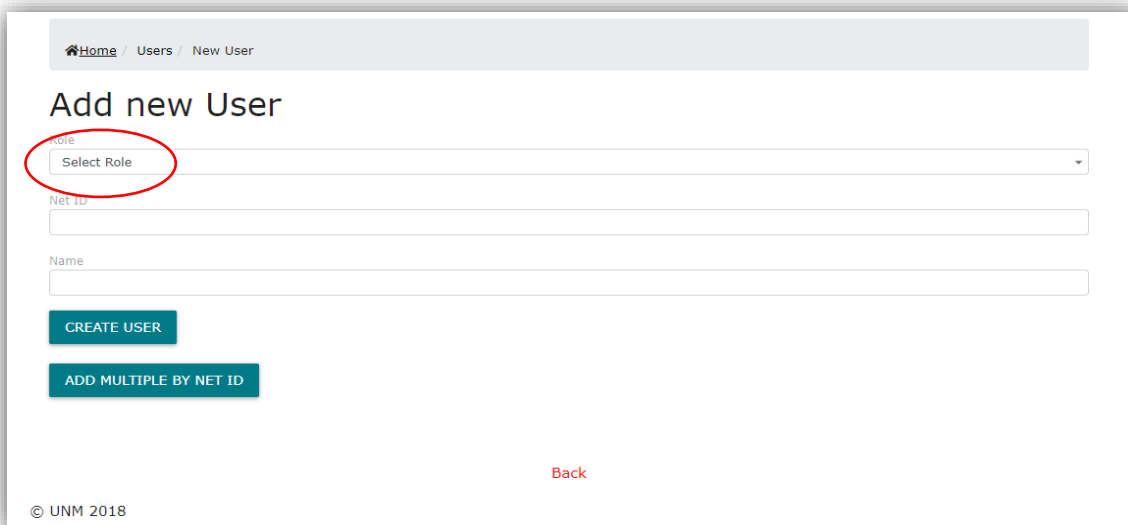 Home / Users / New User
Add new User
Role
Select Role
Net ID
Name
CREATE USER
ADD MULTIPLE BY NET ID
Back
© UNM 2018